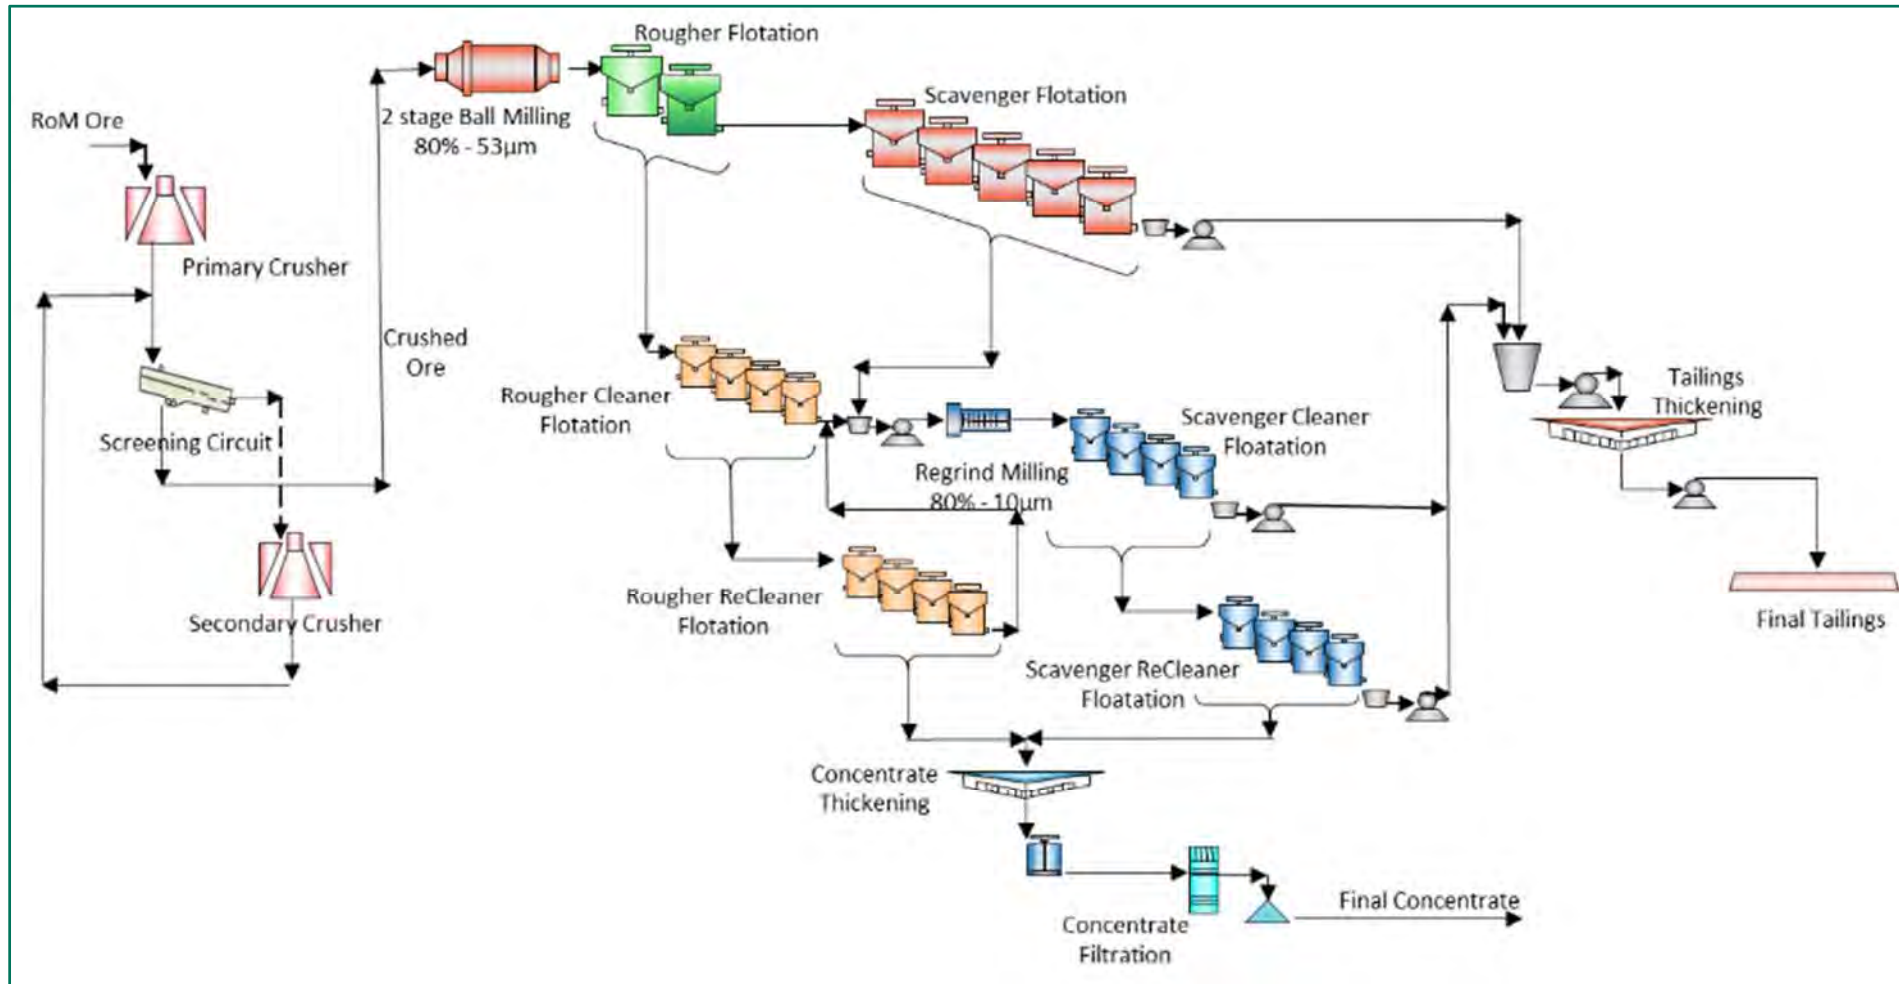 Rougher Flotation
Scavenger Flotation
RoM Ore
2 stage Ball Milling
80% - 53µm
Primary Crusher
Crushed
Ore
Screening Circuit
Secondary Crusher
Rougher Cleaner
Flotation
Regrind Milling
80% - 10µm
Scavenger Cleaner
Floatation
Tailings
Thickening
Final Tailings
Rougher ReCleaner
Flotation
Scavenger ReCleaner
Floatation
Concentrate
Thickening
Concentrate
Filtration
Final Concentrate